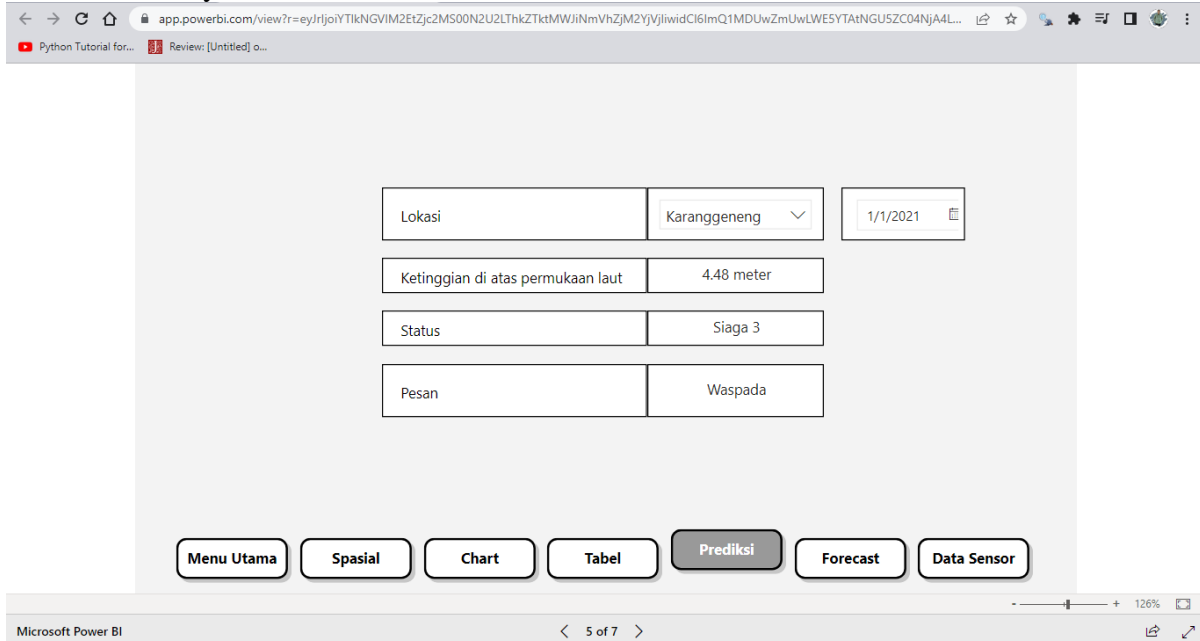 app.powerbi.com/view?r=eyJrIjoiYTlkNGVlM2EtZjc2MS00N2U2LThkZTktMWJiNmVhZjM2YjVjIiwidCI6ImQ1MDUwZmUwLWE5YTAtNGU5ZC04NjA4L...
Python Tutorial for...
Review: [Untitled] o...
Lokasi
Karanggeneng
1/1/2021
Ketinggian di atas permukaan laut
4.48 meter
Status
Siaga 3
Pesan
Waspada
Menu Utama
Spasial
Chart
Tabel
Prediksi
Forecast
Data Sensor
- + 126%
Microsoft Power BI
< 5 of 7 >